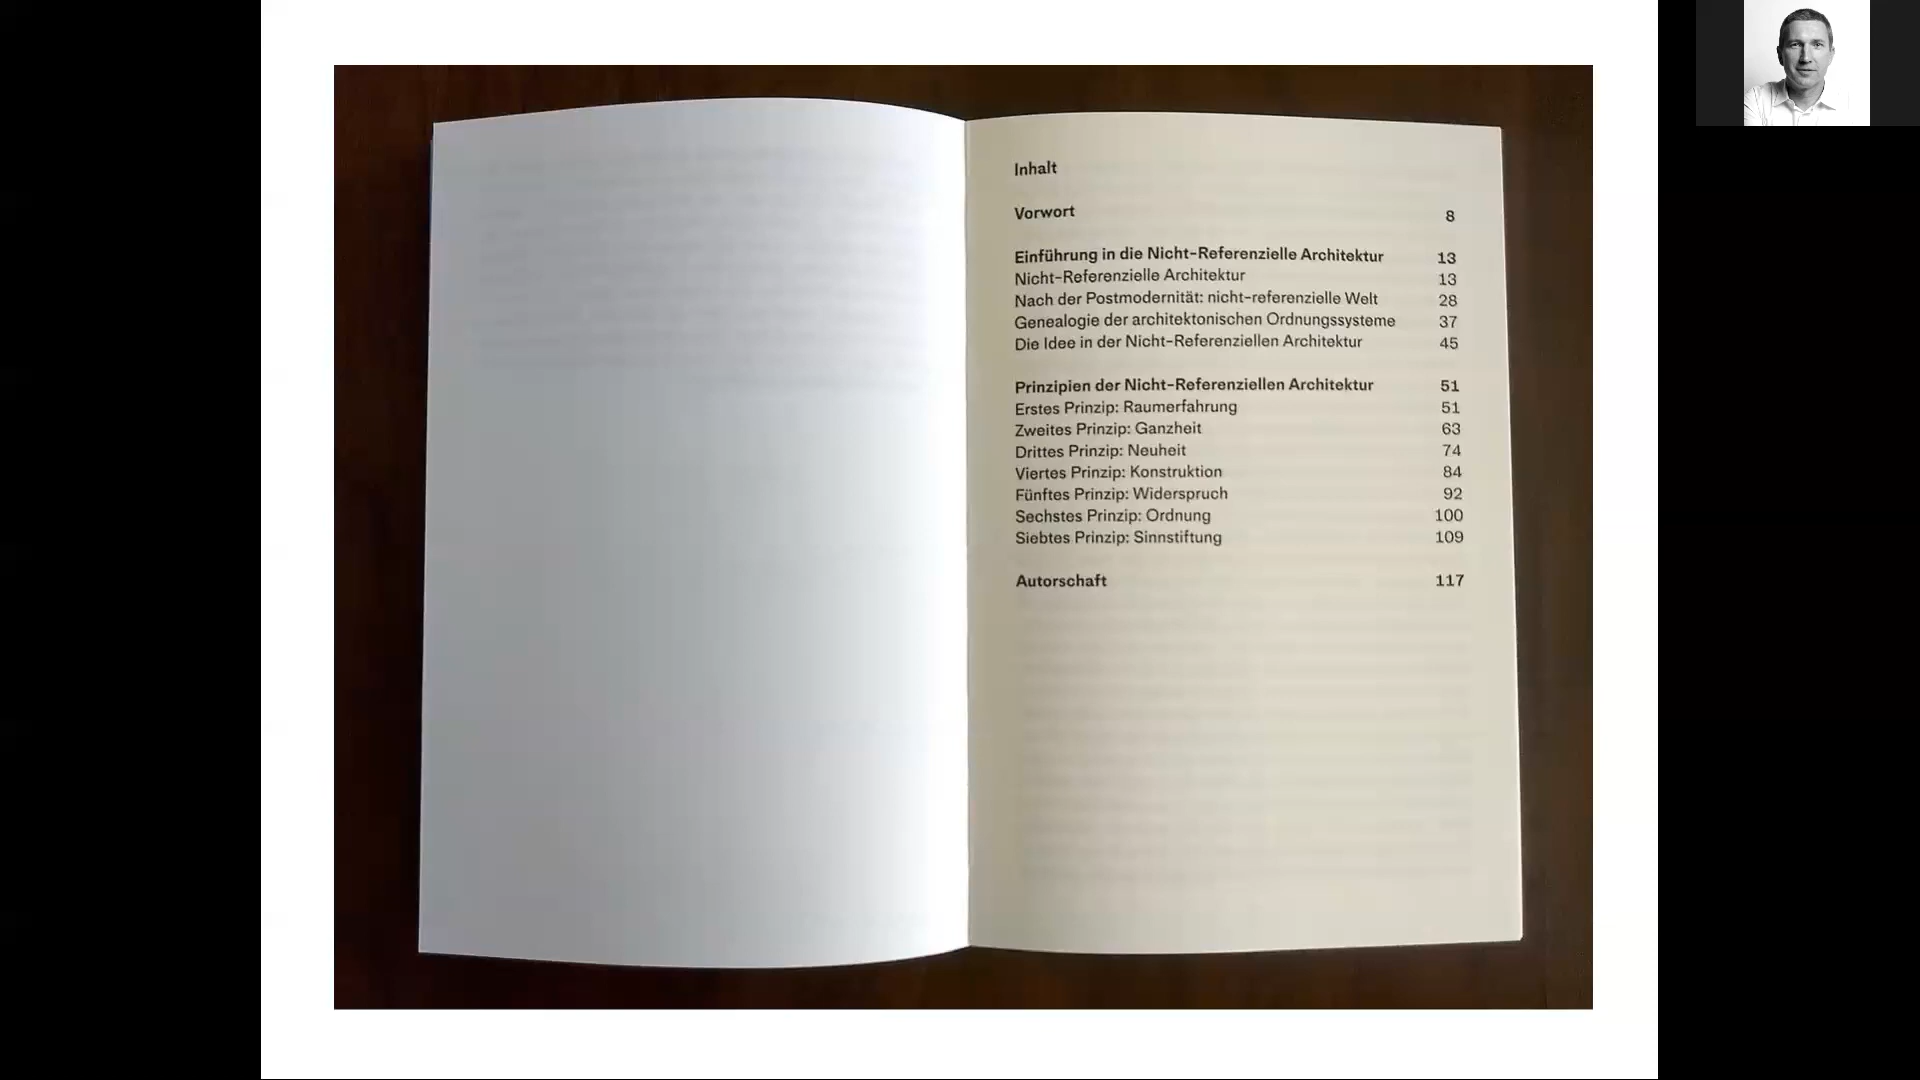 Inhalt
Vorwort 8
Einführung in die Nicht-Referenzielle Architektur 13
Nicht-Referenzielle Architektur 13
Nach der Postmodernität: nicht-referenzielle Welt 28
Genealogie der architektonischen Ordnungssysteme 37
Die Idee in der Nicht-Referenziellen Architektur 45
Prinzipien der Nicht-Referenziellen Architektur 51
Erstes Prinzip: Raumerfahrung 51
Zweites Prinzip: Ganzheit 63
Drittes Prinzip: Neuheit 74
Viertes Prinzip: Konstruktion 84
Fünftes Prinzip: Widerspruch 92
Sechstes Prinzip: Ordnung 100
Siebtes Prinzip: Sinnstiftung 109
Autorschaft 117